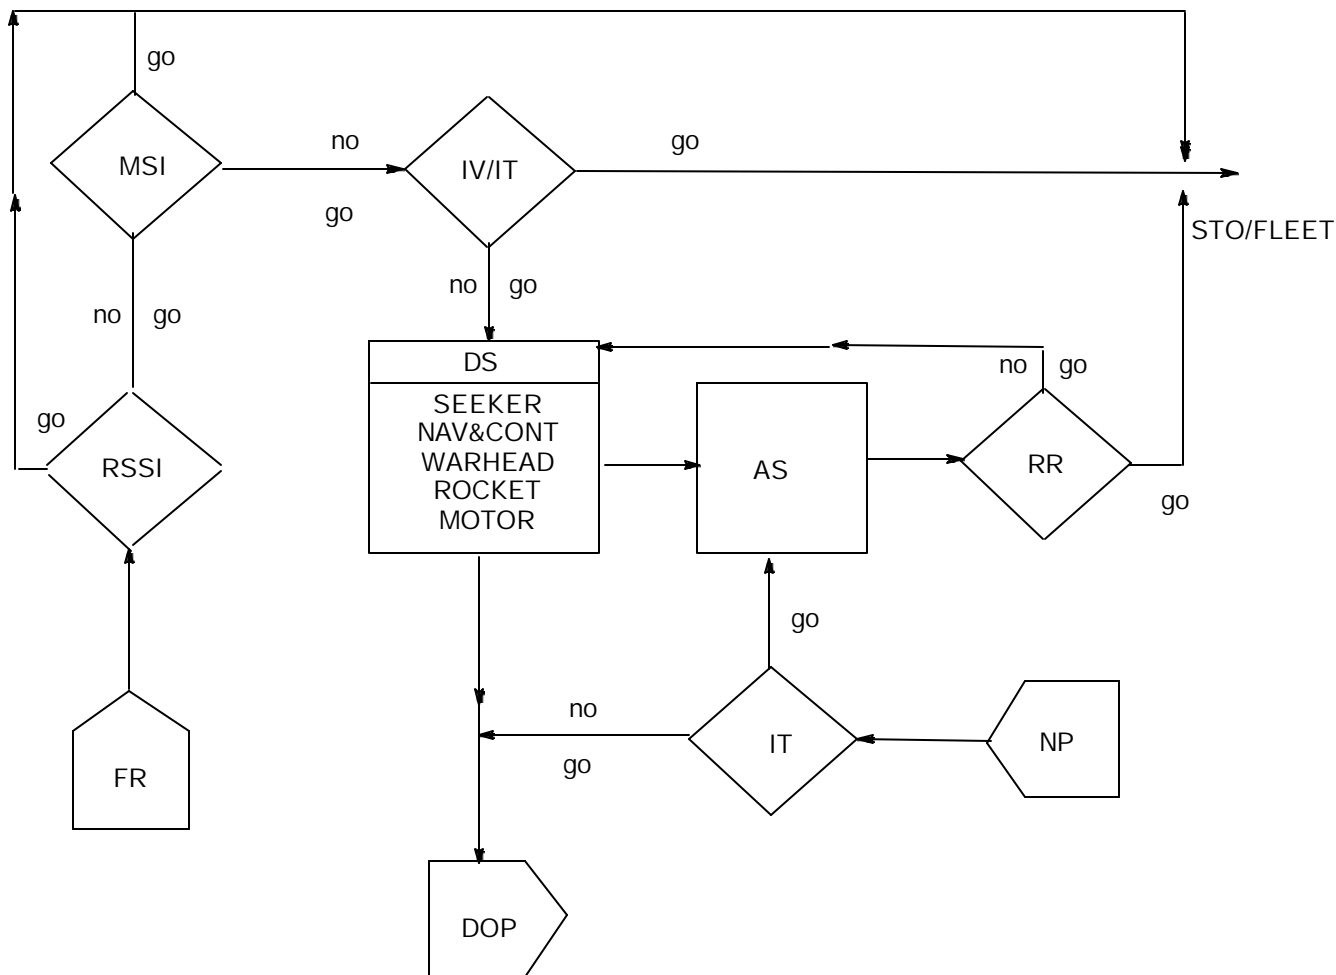 go
MSI
no
go
IV/IT
go
STO/FLEET
no go
no go
DS
SEEKER
NAV&CONT
WARHEAD
ROCKET
MOTOR
no go
go
RSSI
AS
RR
go
go
FR
no
go
IT
NP
DOP